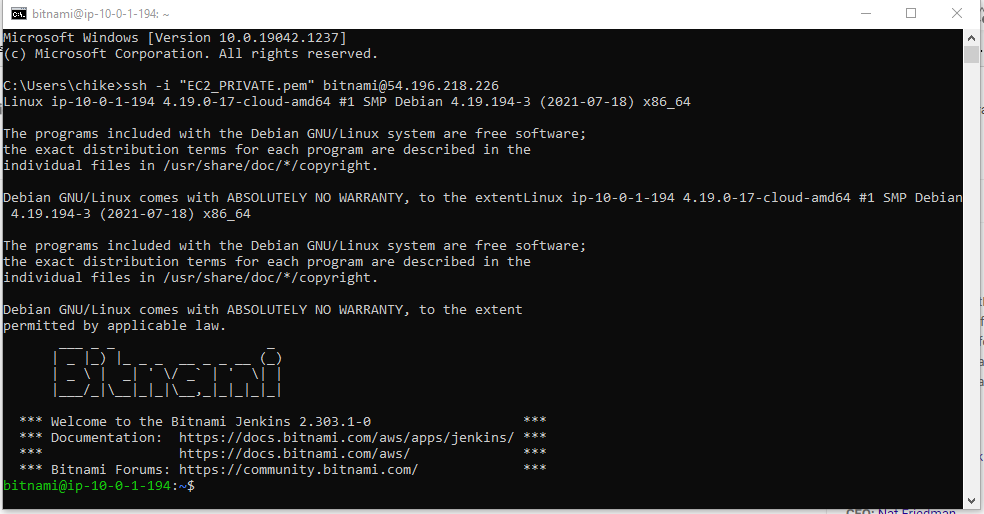 bitnami@ip-10-0-1-194: ~
Microsoft Windows [Version 10.0.19042.1237]
(c) Microsoft Corporation. All rights reserved.
C:\Users\chike>ssh -i "EC2_PRIVATE.pem" bitnami@54.196.218.226
Linux ip-10-0-1-194 4.19.0-17-cloud-amd64 #1 SMP Debian 4.19.194-3 (2021-07-18) x86_64
The programs included with the Debian GNU/Linux system are free software;
the exact distribution terms for each program are described in the
individual files in /usr/share/doc/*/copyright.
Debian GNU/Linux comes with ABSOLUTELY NO WARRANTY, to the extentLinux ip-10-0-1-194 4.19.0-17-cloud-amd64 #1 SMP Debian
4.19.194-3 (2021-07-18) x86_64
The programs included with the Debian GNU/Linux system are free software;
the exact distribution terms for each program are described in the
individual files in /usr/share/doc/*/copyright.
Debian GNU/Linux comes with ABSOLUTELY NO WARRANTY, to the extent
permitted by applicable law.
Bitnami
*** Welcome to the Bitnami Jenkins 2.303.1-0 ***
*** Documentation: https://docs.bitnami.com/aws/apps/jenkins/ ***
*** https://docs.bitnami.com/aws/ ***
*** Bitnami Forums: https://community.bitnami.com/ ***
bitnami@ip-10-0-1-194:~$
CEO: Nat Friedman